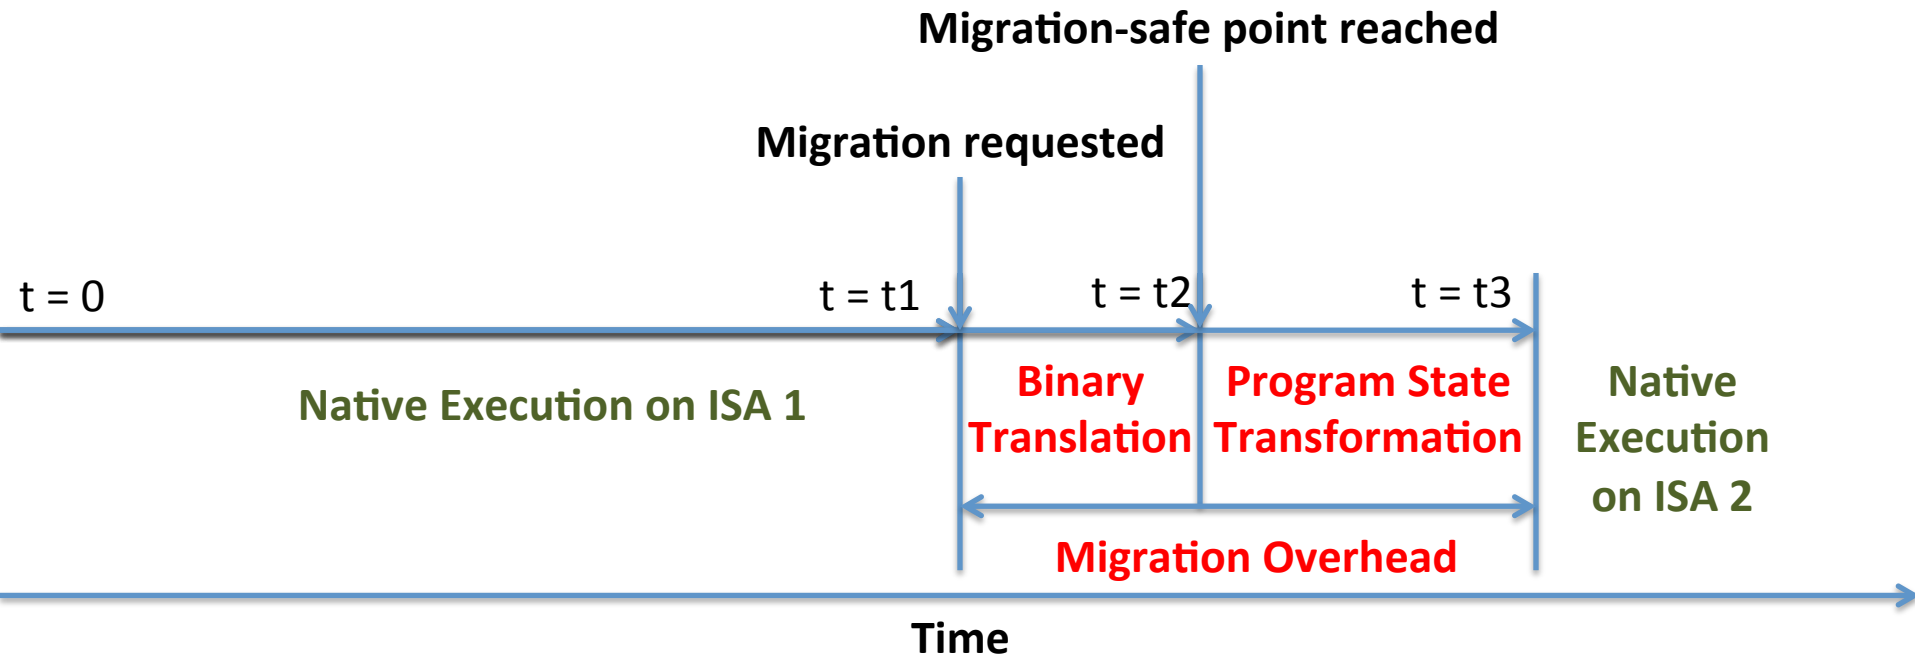 Migration-safe point reached
Migration requested
t = 0
t = t1
t = t2
t = t3
Native Execution on ISA 1
Binary
Translation
Program State
Transformation
Native
Execution
on ISA 2
Migration Overhead
Time